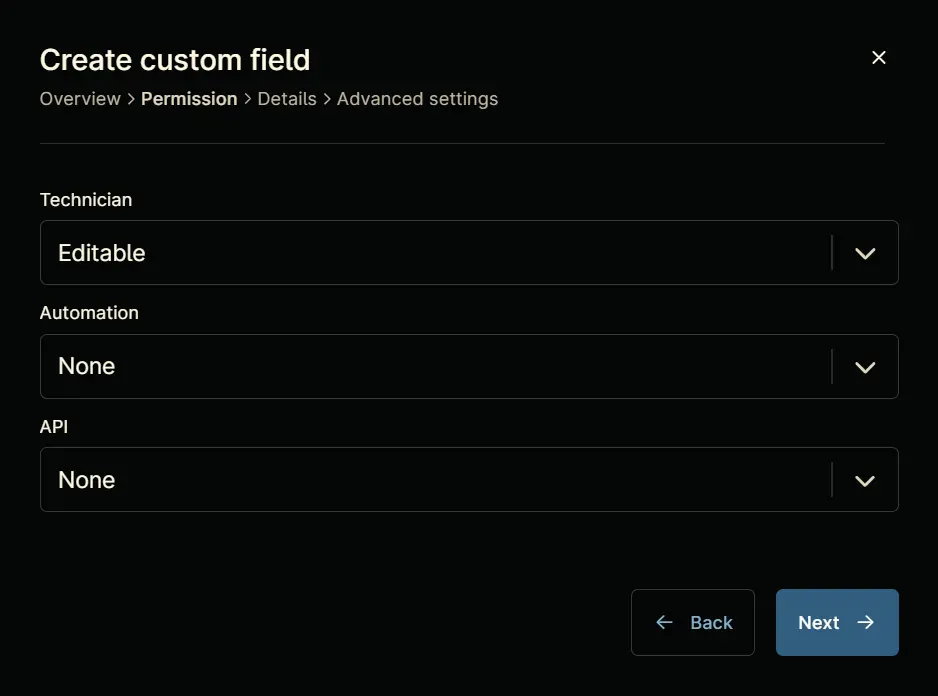 Create custom field
Overview > Permission > Details > Advanced settings
Technician
Editable
Automation
None
API
None
Back
Next